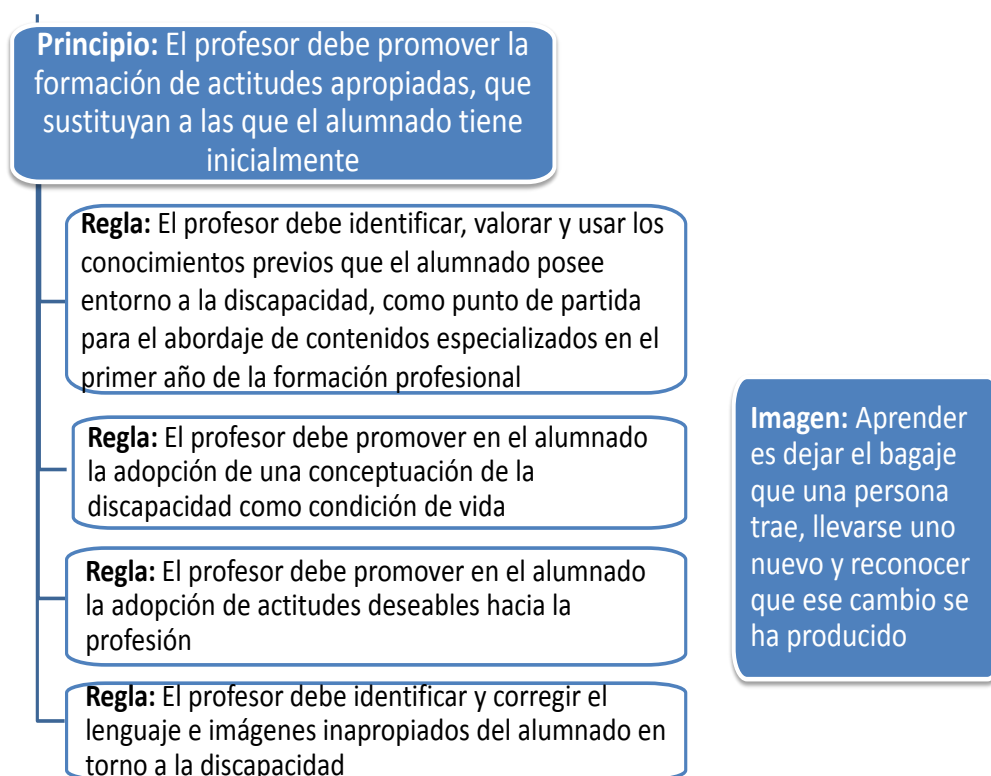 Principio: El profesor debe promover la
formación de actitudes apropiadas, que
sustituyan a las que el alumnado tiene
inicialmente
Regla: El profesor debe identificar, valorar y usar los
conocimientos previos que el alumnado posee
entorno a la discapacidad, como punto de partida
para el abordaje de contenidos especializados en el
primer año de la formación profesional
Regla: El profesor debe promover en el alumnado
la adopción de una conceptuación de la
discapacidad como condición de vida
Regla: El profesor debe promover en el alumnado
la adopción de actitudes deseables hacia la
profesión
Regla: El profesor debe identificar y corregir el
lenguaje e imágenes inapropiados del alumnado en
torno a la discapacidad
Imagen: Aprender
es dejar el bagaje
que una persona
trae, llevarse uno
nuevo y reconocer
que ese cambio se
ha producido